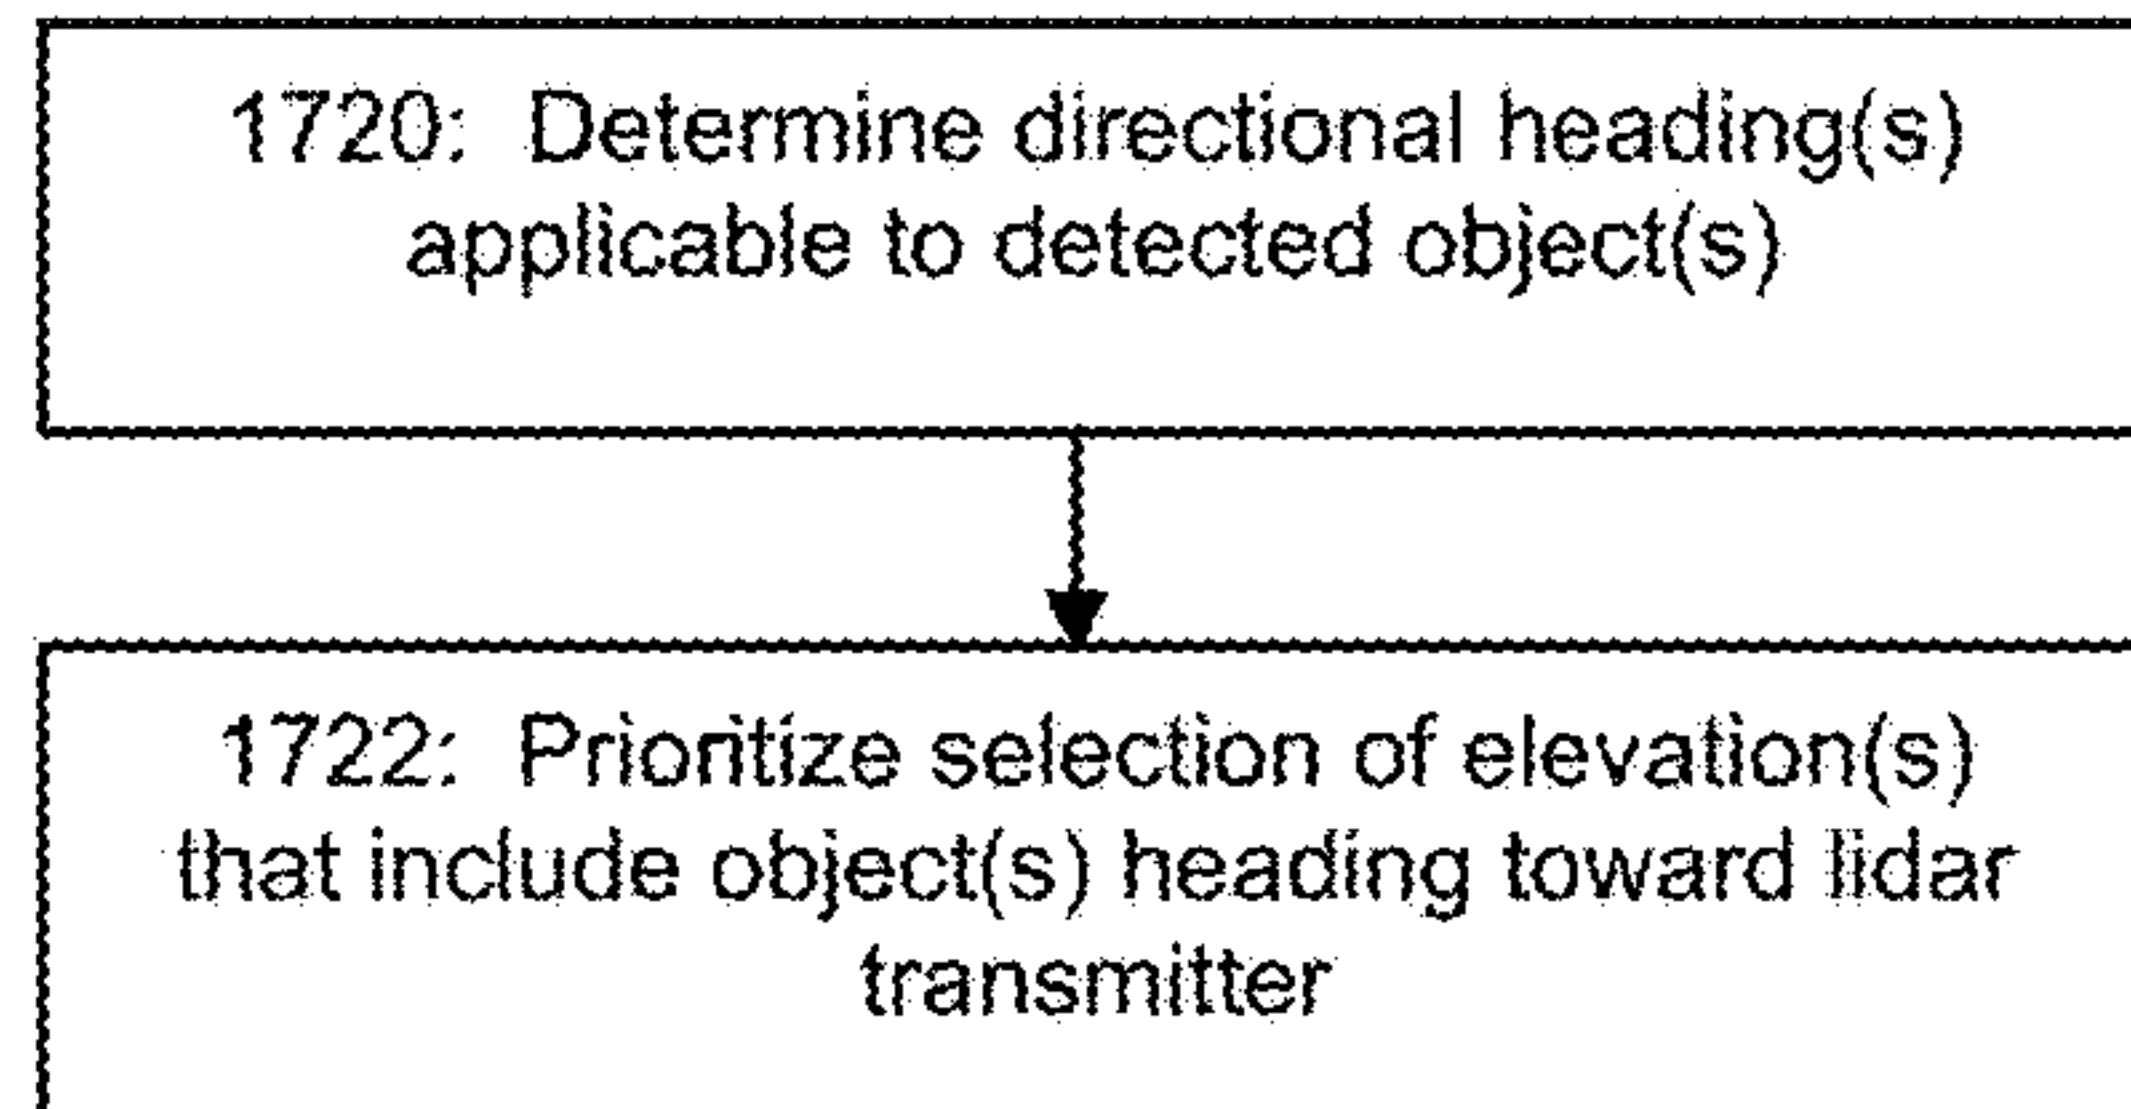 1720: Determine directional heading(s)
applicable to detected object(s)
1722: Prioritize selection of elevation(s)
that include object(s) heading toward lidar
transmitter